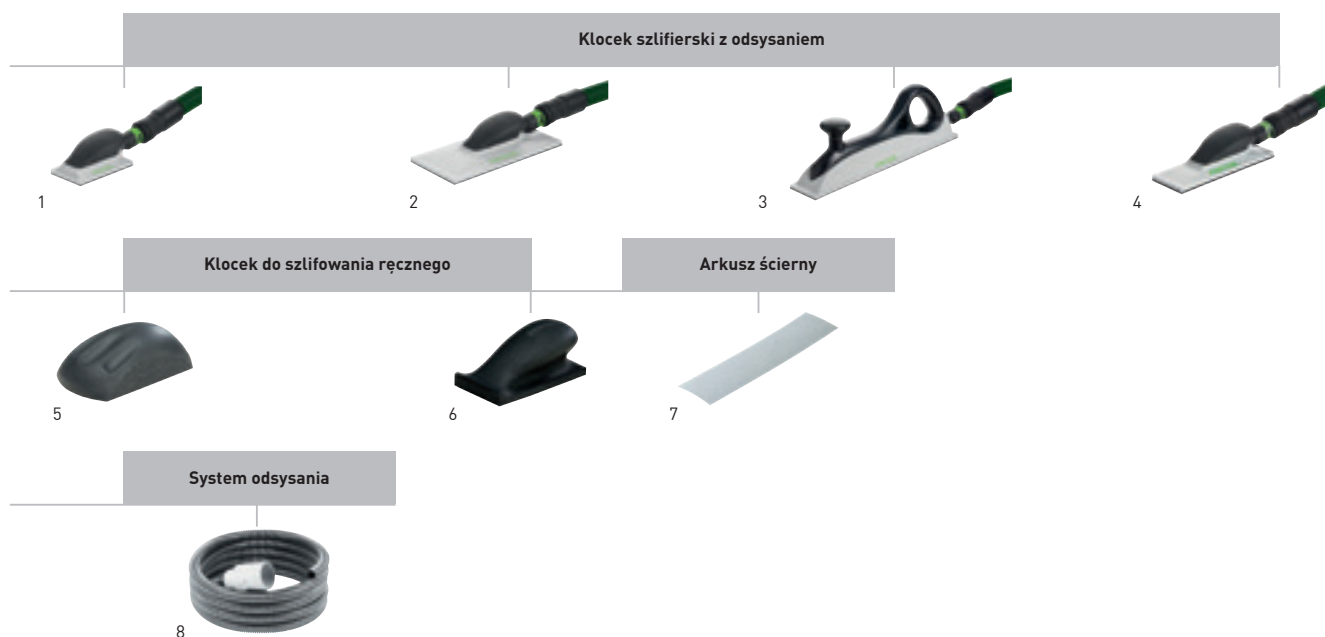 Klocek szlifierski z odsysaniem
1
2
3
4
Klocek do szlifowania ręcznego
Arkusz ścierny
5
6
7
System odsysania
8